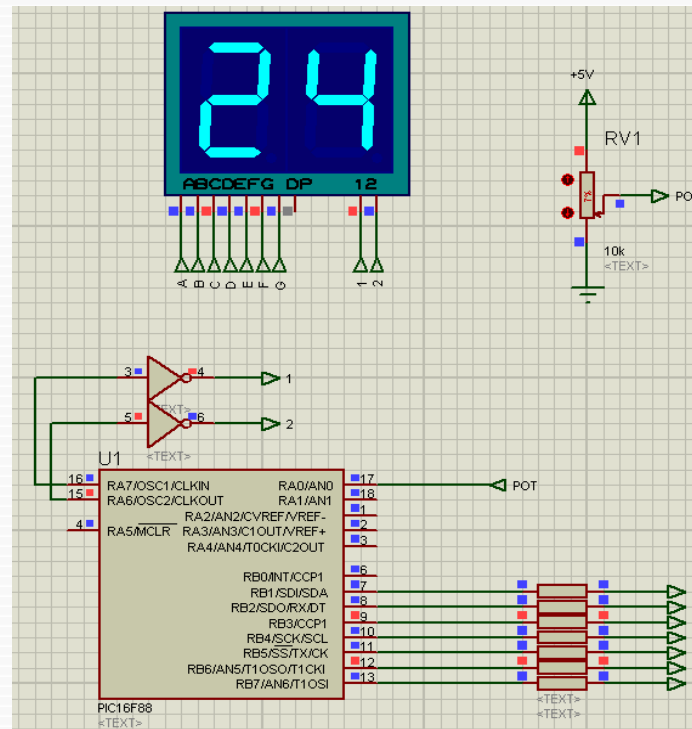 24
ABCDEFG DP 12
A B C D E F G 1 2
+5V
RV1
7%
PO
10k
<TEXT>
3 4 1
<TEXT>
5 6 2
<TEXT>
U1
16 RA7/OSC1/CLKIN RA0/AN0 17 POT
15 RA6/OSC2/CLKOUT RA1/AN1 18
RA2/AN2/CVREF/VREF- 1
4 RA5/MCLR RA3/AN3/C1OUT/VREF+ 2
RA4/AN4/T0CKI/C2OUT 3
RB0/INT/CCP1 6
RB1/SDI/SDA 7
RB2/SDO/RX/DT 8
RB3/CCP1 9
RB4/SCK/SCL 10
RB5/SS/TX/CK 11
RB6/AN5/T1OSO/T1CKI 12
RB7/AN6/T1OSI 13
PIC16F88
<TEXT>
<TEXT>
<TEXT>